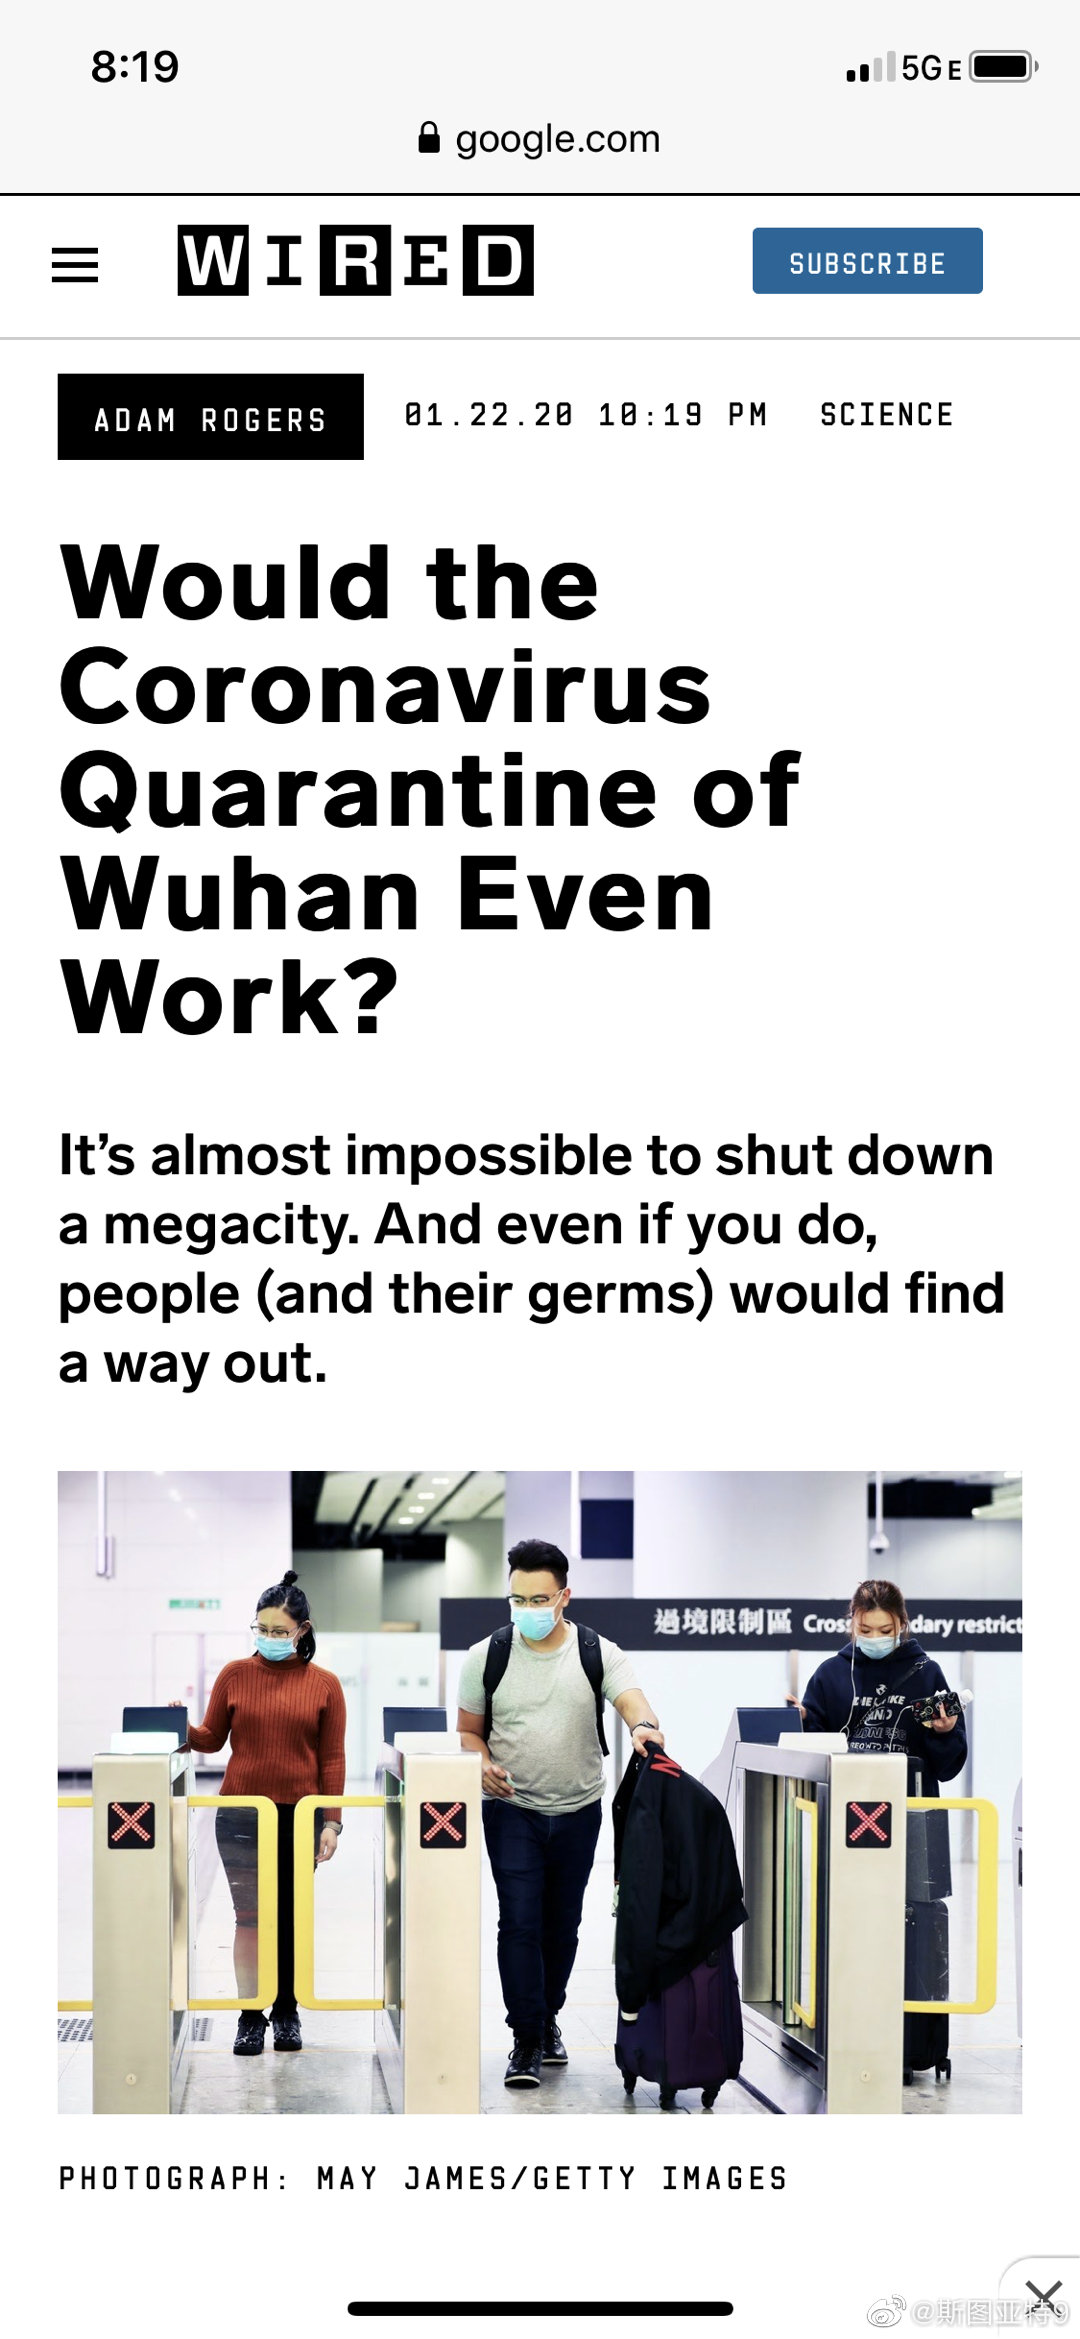 8:19
5G E
google.com
WIRED
SUBSCRIBE
ADAM ROGERS
01.22.20 10:19 PM
SCIENCE
Would the
Coronavirus
Quarantine of
Wuhan Even
Work?
It’s almost impossible to shut down
a megacity. And even if you do,
people (and their germs) would find
a way out.
過境限制區 Cros dary restrict
PHOTOGRAPH: MAY JAMES/GETTY IMAGES
@斯图亚特9